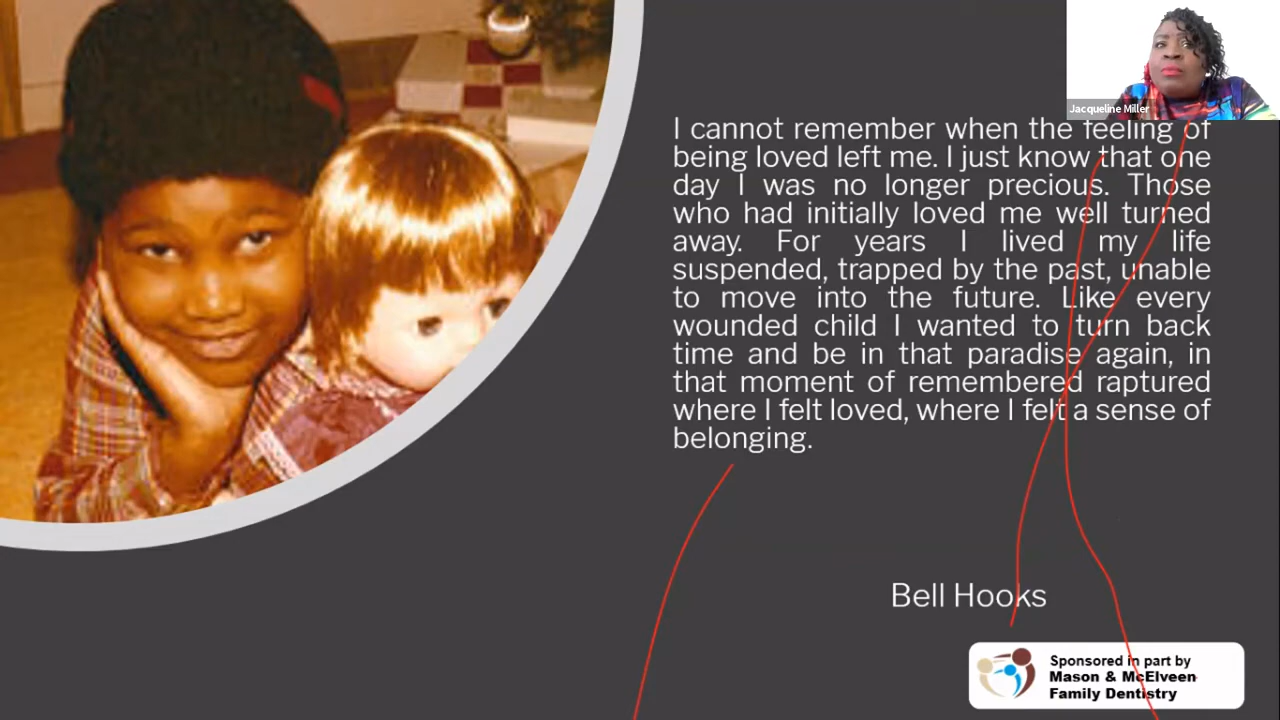 Jacqueline Miller
I cannot remember when the feeling of
being loved left me. I just know that one
day I was no longer precious. Those
who had initially loved me well turned
away. For years I lived my life
suspended, trapped by the past, unable
to move into the future. Like every
wounded child I wanted to turn back
time and be in that paradise again, in
that moment of remembered raptured
where I felt loved, where I felt a sense of
belonging.
Bell Hooks
Sponsored in part by
Mason & McElveen
Family Dentistry